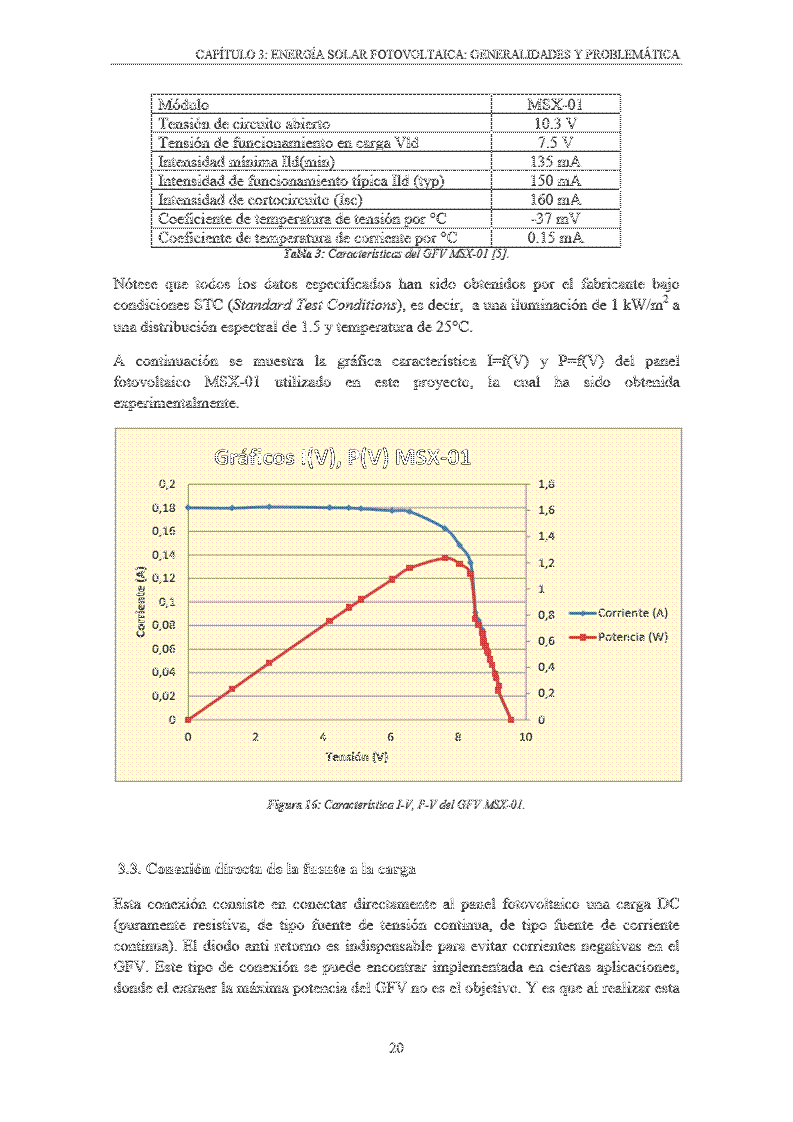 CAPÍTULO 3: ENERGÍA SOLAR FOTOVOLTAICA: GENERALIDADES Y PROBLEMÁTICA
Módulo MSX-01
Tensión de circuito abierto 10.3 V
Tensión de funcionamiento en carga Vld 7.5 V
Intensidad mínima Ild(min) 135 mA
Intensidad de funcionamiento típica Ild (typ) 150 mA
Intensidad de cortocircuito (Isc) 160 mA
Coeficiente de temperatura de tensión por °C -37 mV
Coeficiente de temperatura de corriente por °C 0.15 mA
Tabla 3: Características del GFV MSX-01 [5].
Nótese que todos los datos especificados han sido obtenidos por el fabricante bajo
condiciones STC (Standard Test Conditions), es decir, a una iluminación de 1 kW/m2 a
una distribución espectral de 1.5 y temperatura de 25°C.
A continuación se muestra la gráfica característica I=f(V) y P=f(V) del panel
fotovoltaico MSX-01 utilizado en este proyecto, la cual ha sido obtenida
experimentalmente.
Gráficos I(V), P(V) MSX-01
0,2 1,8
0,18 1,6
0,16 1,4
0,14 1,2
0,12 1
0,1 0,8
0,08 0,6
0,06 0,4
0,04 0,2
0,02 0
0
Corriente (A)
Corriente (A)
Potencia (W)
0 2 4 6 8 10
Tensión (V)
Figura 16: Característica I-V, P-V del GFV MSX-01.
3.3. Conexión directa de la fuente a la carga
Esta conexión consiste en conectar directamente al panel fotovoltaico una carga DC
(puramente resistiva, de tipo fuente de tensión continua, de tipo fuente de corriente
continua). El diodo anti retorno es indispensable para evitar corrientes negativas en el
GFV. Este tipo de conexión se puede encontrar implementada en ciertas aplicaciones,
donde el extraer la máxima potencia del GFV no es el objetivo. Y es que al realizar esta
20